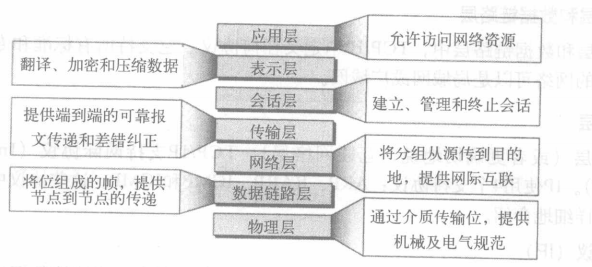 应用层
允许访问网络资源
翻译、加密和压缩数据
表示层
会话层
建立、管理和终止会话
提供端到端的可靠报
文传递和差错纠正
传输层
网络层
将分组从源传到目的
地，提供网际互联
将位组成的帧，提供
节点到节点的传递
数据链路层
物理层
通过介质传输位，提供
机械及电气规范